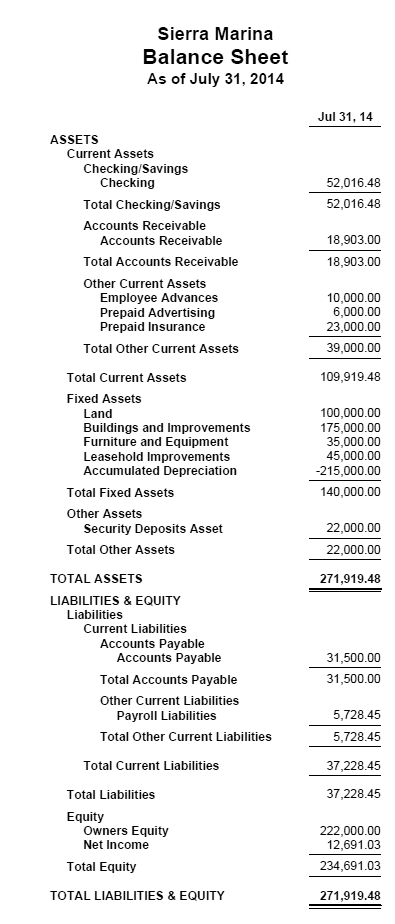 Sierra Marina
Balance Sheet
As of July 31, 2014
Jul 31, 14
ASSETS
Current Assets
Checking/Savings
Checking 52,016.48
Total Checking/Savings 52,016.48
Accounts Receivable
Accounts Receivable 18,903.00
Total Accounts Receivable 18,903.00
Other Current Assets
Employee Advances 10,000.00
Prepaid Advertising 6,000.00
Prepaid Insurance 23,000.00
Total Other Current Assets 39,000.00
Total Current Assets 109,919.48
Fixed Assets
Land 100,000.00
Buildings and Improvements 175,000.00
Furniture and Equipment 35,000.00
Leasehold Improvements 45,000.00
Accumulated Depreciation -215,000.00
Total Fixed Assets 140,000.00
Other Assets
Security Deposits Asset 22,000.00
Total Other Assets 22,000.00
TOTAL ASSETS 271,919.48
LIABILITIES & EQUITY
Liabilities
Current Liabilities
Accounts Payable
Accounts Payable 31,500.00
Total Accounts Payable 31,500.00
Other Current Liabilities
Payroll Liabilities 5,728.45
Total Other Current Liabilities 5,728.45
Total Current Liabilities 37,228.45
Total Liabilities 37,228.45
Equity
Owners Equity 222,000.00
Net Income 12,691.03
Total Equity 234,691.03
TOTAL LIABILITIES & EQUITY 271,919.48